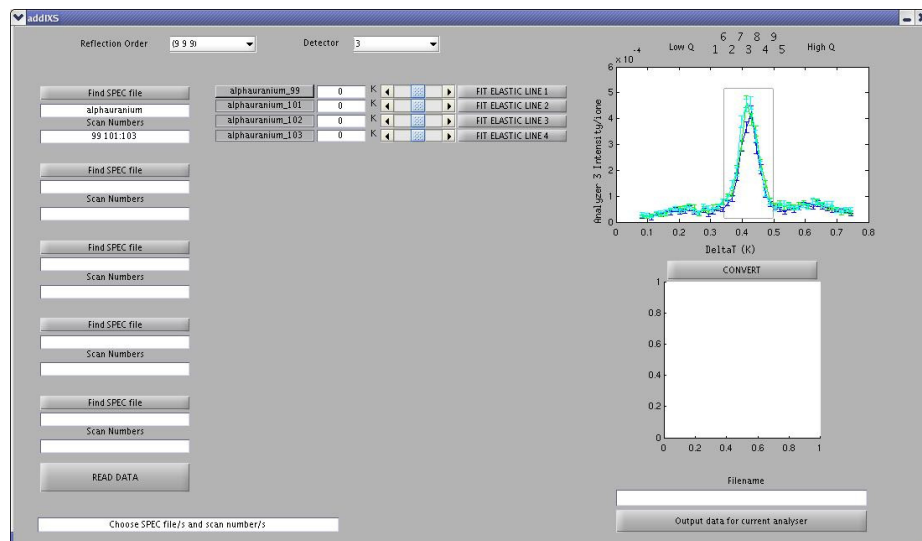 addIXS
Reflection Order (9 9 9) Detector 3
Low Q 6 7 8 9 High Q
1 2 3 4 5
Find SPEC file
alphauranium
Scan Numbers
99 101:103
alphauranium_99 0 K FIT ELASTIC LINE 1
alphauranium_101 0 K FIT ELASTIC LINE 2
alphauranium_102 0 K FIT ELASTIC LINE 3
alphauranium_103 0 K FIT ELASTIC LINE 4
Find SPEC file
Scan Numbers
Find SPEC file
Scan Numbers
Find SPEC file
Scan Numbers
Find SPEC file
Scan Numbers
READ DATA
Choose SPEC file/s and scan number/s
x 10 -4
6
5
4
3
2
1
0
Analyzer 3 Intensity/ione
0 0.1 0.2 0.3 0.4 0.5 0.6 0.7 0.8
DeltaT (K)
CONVERT
1
0.8
0.6
0.4
0.2
0
0 0.2 0.4 0.6 0.8 1
Filename
Output data for current analyser